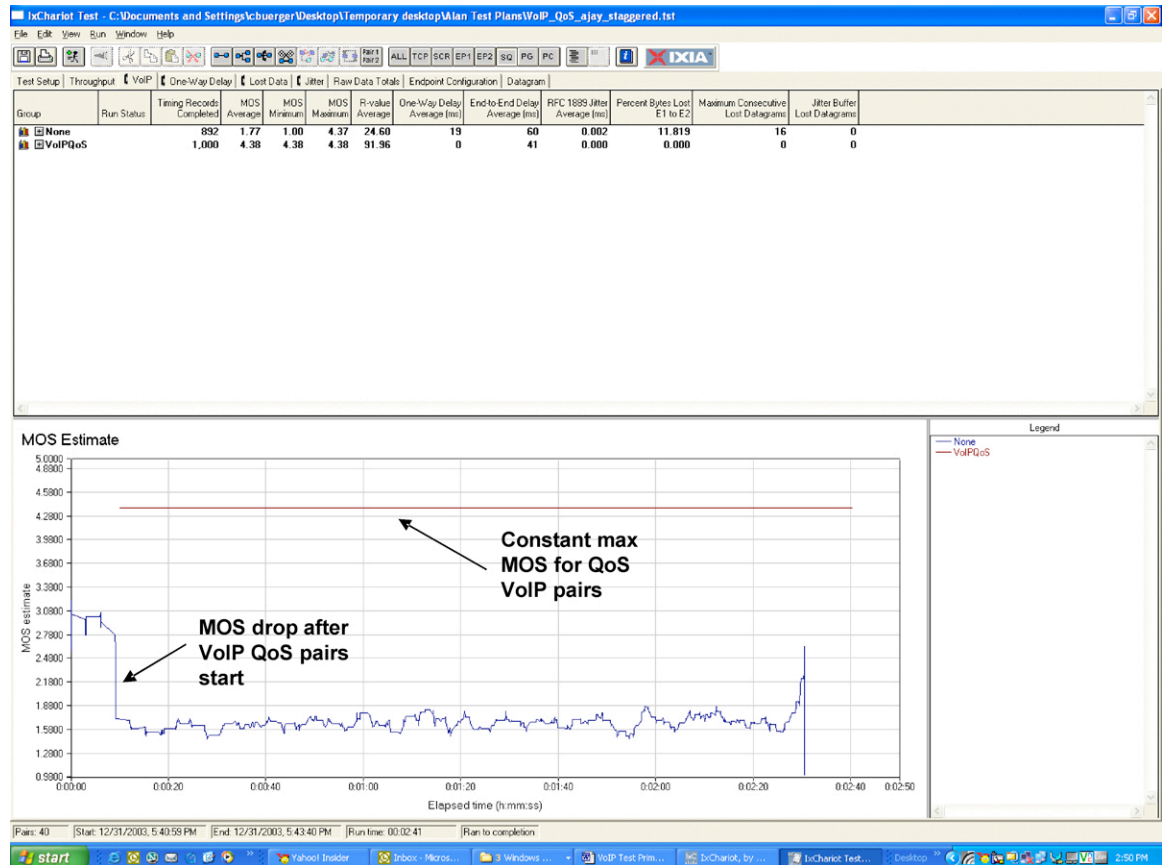 IxChariot Test - C:\Documents and Settings\cbuerger\Desktop\Temporary desktop\Alan Test Plans\VoIP_QoS_ajay_staggered.tst
File Edit View Run Window Help
Pair 1 Pair 2 ALL TCP SCR EP1 EP2 SQ PG PC XIXIA
Test Setup Throughput VoIP One-Way Delay Lost Data Jitter Raw Data Totals Endpoint Configuration Datagram
Group Run Status Timing Records Completed MOS Average MOS Minimum MOS Maximum R-value Average One-Way Delay Average (ms) End-to-End Delay Average (ms) RFC 1889 Jitter Average (ms) Percent Bytes Lost E1 to E2 Maximum Consecutive Lost Datagrams Jitter Buffer Lost Datagrams
None 892 1.77 1.00 4.37 24.60 19 60 0.002 11.819 16 0
VoIPQoS 1,000 4.38 4.38 4.38 91.96 0 41 0.000 0.000 0 0
MOS Estimate
Legend
None
VoIPQoS
5.0000
4.8800
4.5800
4.2800
3.9800
3.6800
3.3800
3.0800
2.7800
2.4800
2.1800
1.8800
1.5800
1.2800
0.9800
MOS estimate
Constant max
MOS for QoS
VoIP pairs
MOS drop after
VoIP QoS pairs
start
0:00:00 0:00:20 0:00:40 0:01:00 0:01:20 0:01:40 0:02:00 0:02:20 0:02:40 0:02:50
Elapsed time (h:mm:ss)
Pairs: 40 Start: 12/31/2003, 5:40:59 PM End: 12/31/2003, 5:43:40 PM Run time: 00:02:41 Ran to completion
start Yahoo! Insider Inbox - Micros... 3 Windows ... VoIP Test Prim... IxChariot, by ... IxChariot Test... Desktop 2:50 PM